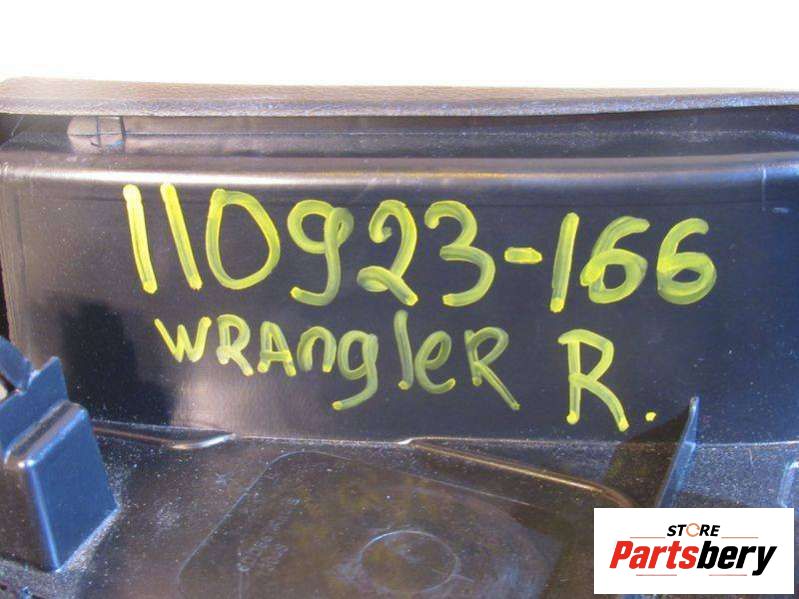 110923-166
WRAnglER R.
STORE
Partsbery